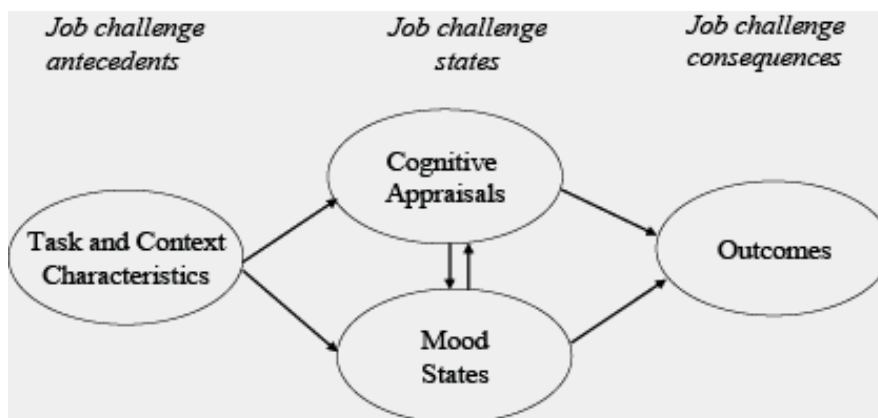 Job challenge
antecedents
Job challenge
states
Job challenge
consequences
Cognitive
Appraisals
Task and Context
Characteristics
Outcomes
Mood
States